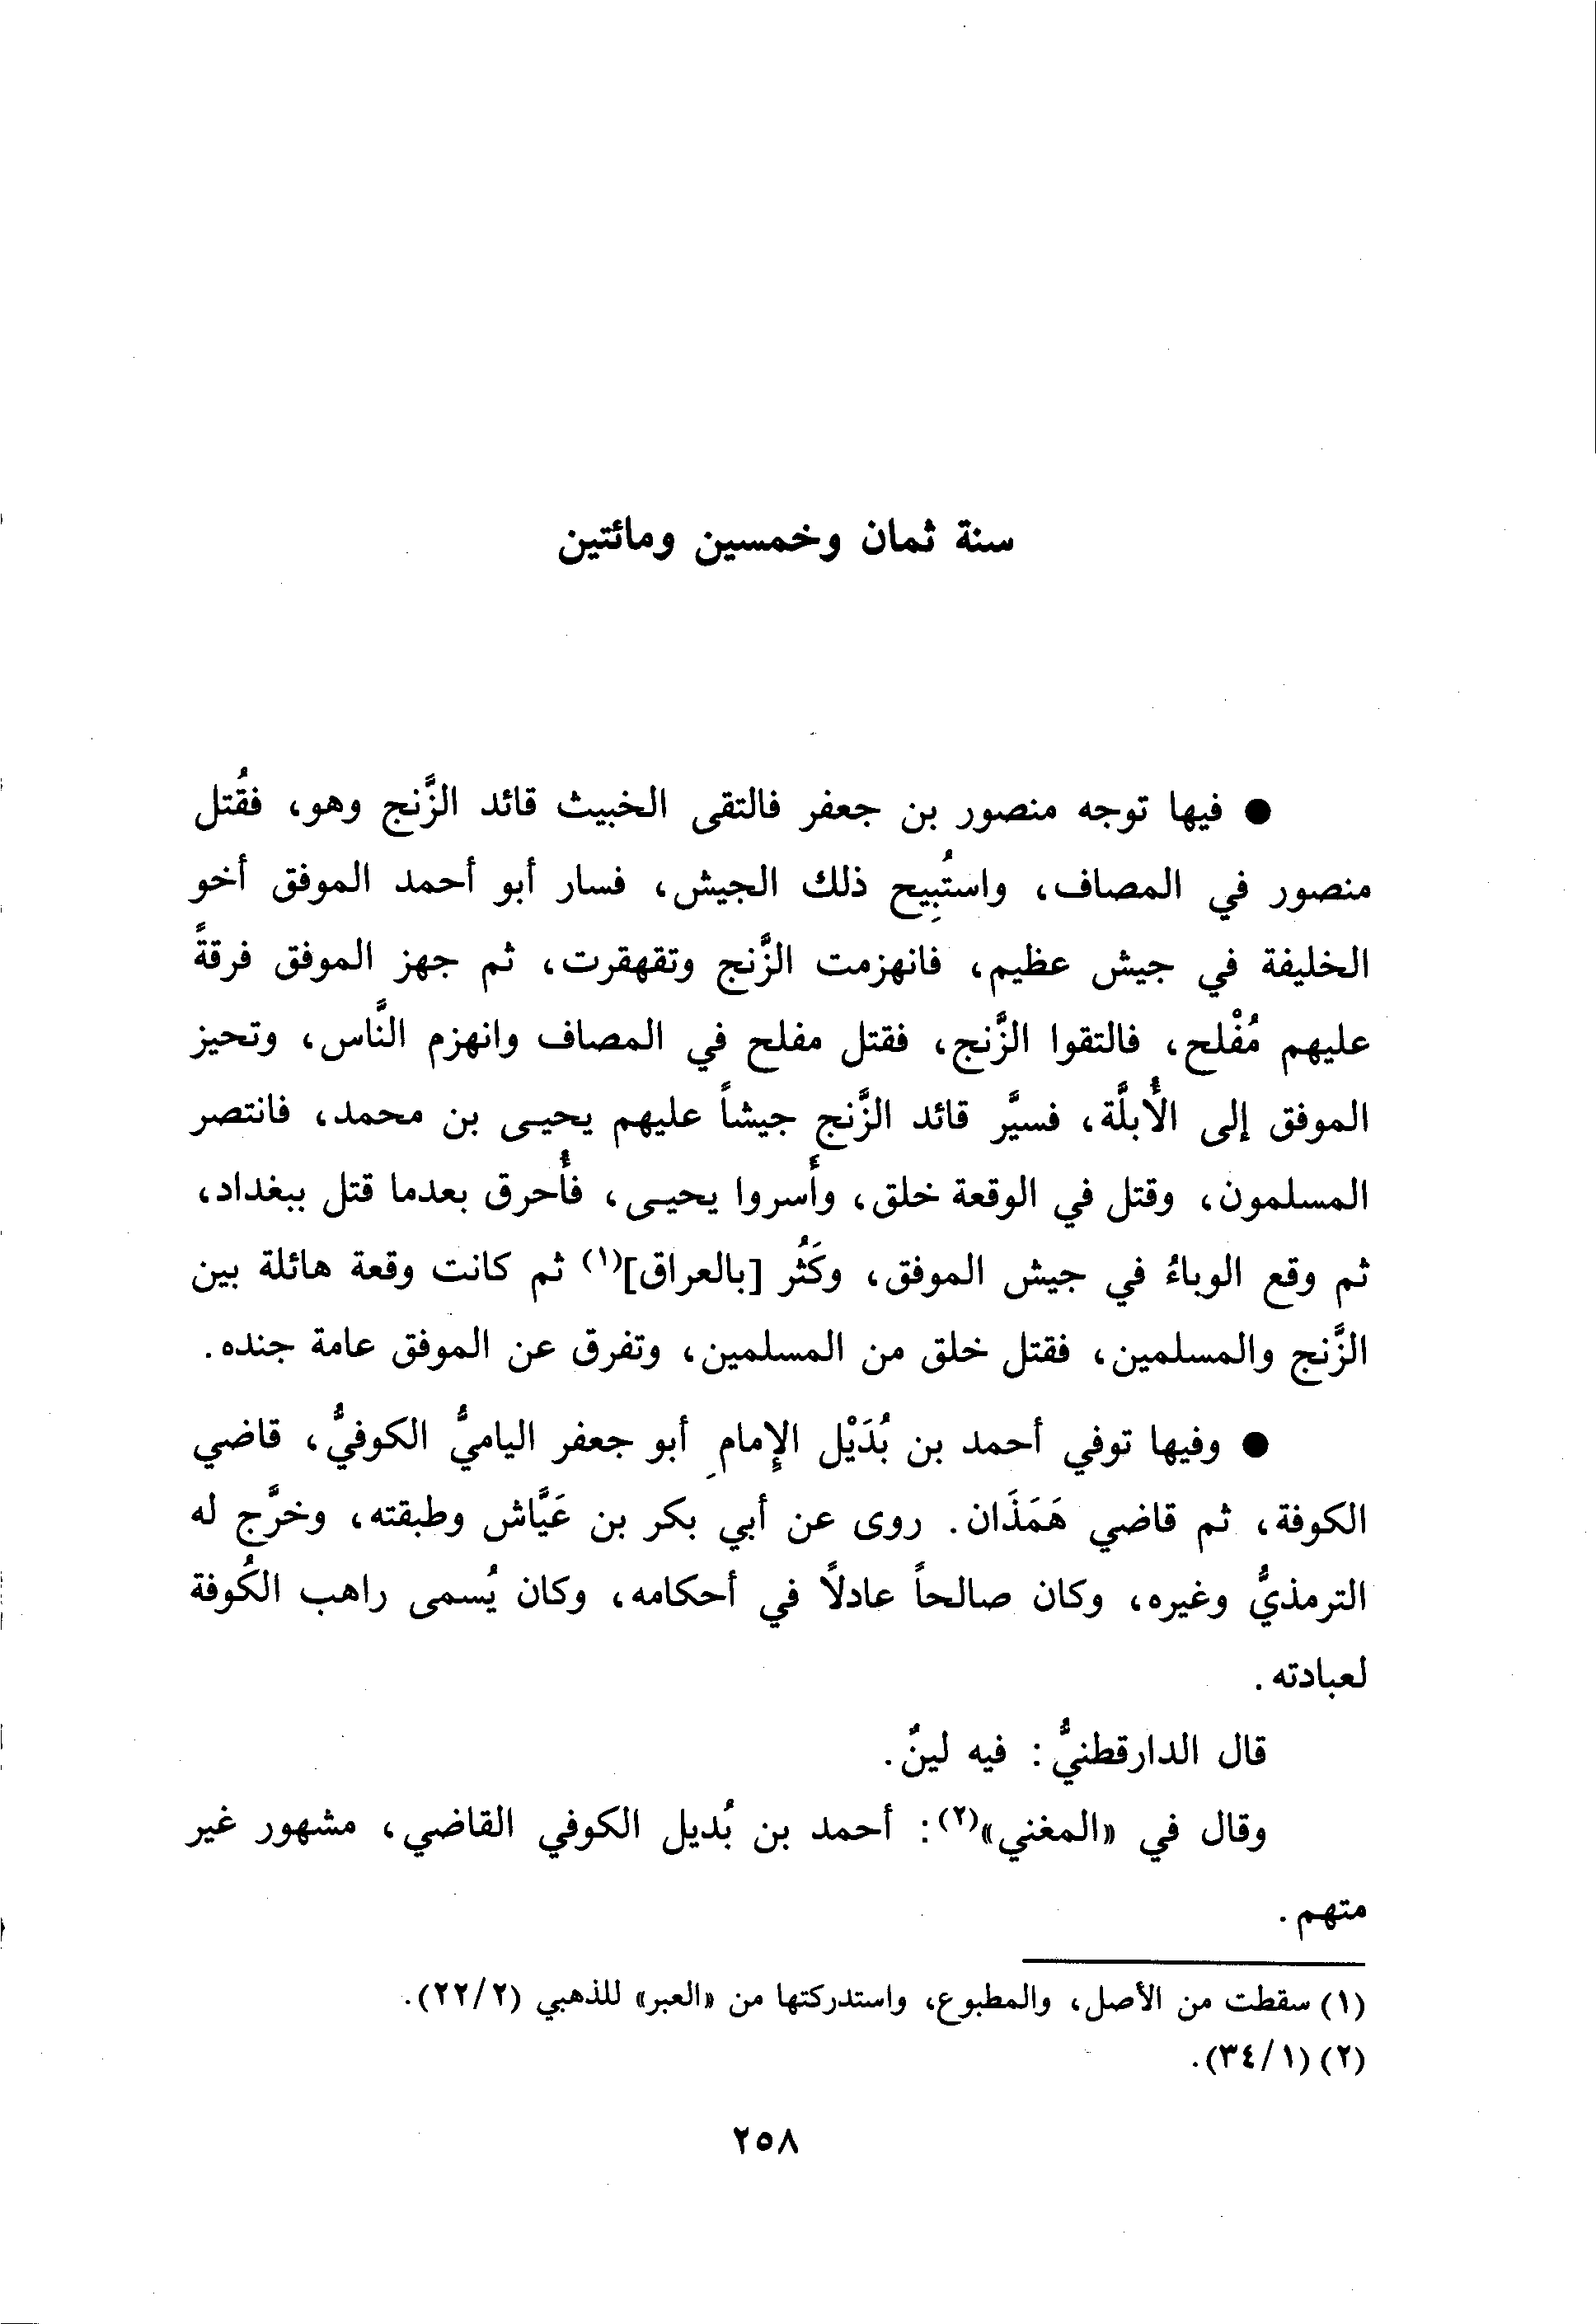 سنة ثمان وخمسين ومائتين
● فيها توجه منصور بن جعفر فالتقى الخبيث قائد الزَّنج وهو، فقُتل
منصور في المصاف، واستُبِيح ذلك الجيش، فسار أبو أحمد الموفق أخو
الخليفة في جيش عظيم، فانهزمت الزَّنج وتقهقرت، ثم جهز الموفق فرقةً
عليهم مُفْلح، فالتقوا الزَّنج، فقتل مفلح في المصاف وانهزم النَّاس، وتحيز
الموفق إلى الأُبلَّة، فسيَّر قائد الزَّنج جيشاً عليهم يحيى بن محمد، فانتصر
المسلمون، وقتل في الوقعة خلق، وأسروا يحيى، فأُحرق بعدما قتل ببغداد،
ثم وقع الوباءُ في جيش الموفق، وكَثُر [بالعراق](١) ثم كانت وقعة هائلة بين
الزَّنج والمسلمين، فقتل خلق من المسلمين، وتفرق عن الموفق عامة جنده.
● وفيها توفي أحمد بن بُدَيْل الإِمام أبو جعفر الياميُّ الكوفيُّ، قاضي
الكوفة، ثم قاضي هَمَذَان. روى عن أبي بكر بن عَيَّاش وطبقته، وخرَّج له
الترمذيُّ وغيره، وكان صالحاً عادلاً في أحكامه، وكان يُسمى راهب الكُوفة
لعبادته.
قال الدارقطنيُّ: فيه لينٌ.
وقال في «المغني»(٢): أحمد بن بُديل الكوفي القاضي، مشهور غير
متهم.
(١) سقطت من الأصل، والمطبوع، واستدركتها من «العبر» للذهبي (٢٢/٢).
(٢) (٣٤/١).
٢٥٨